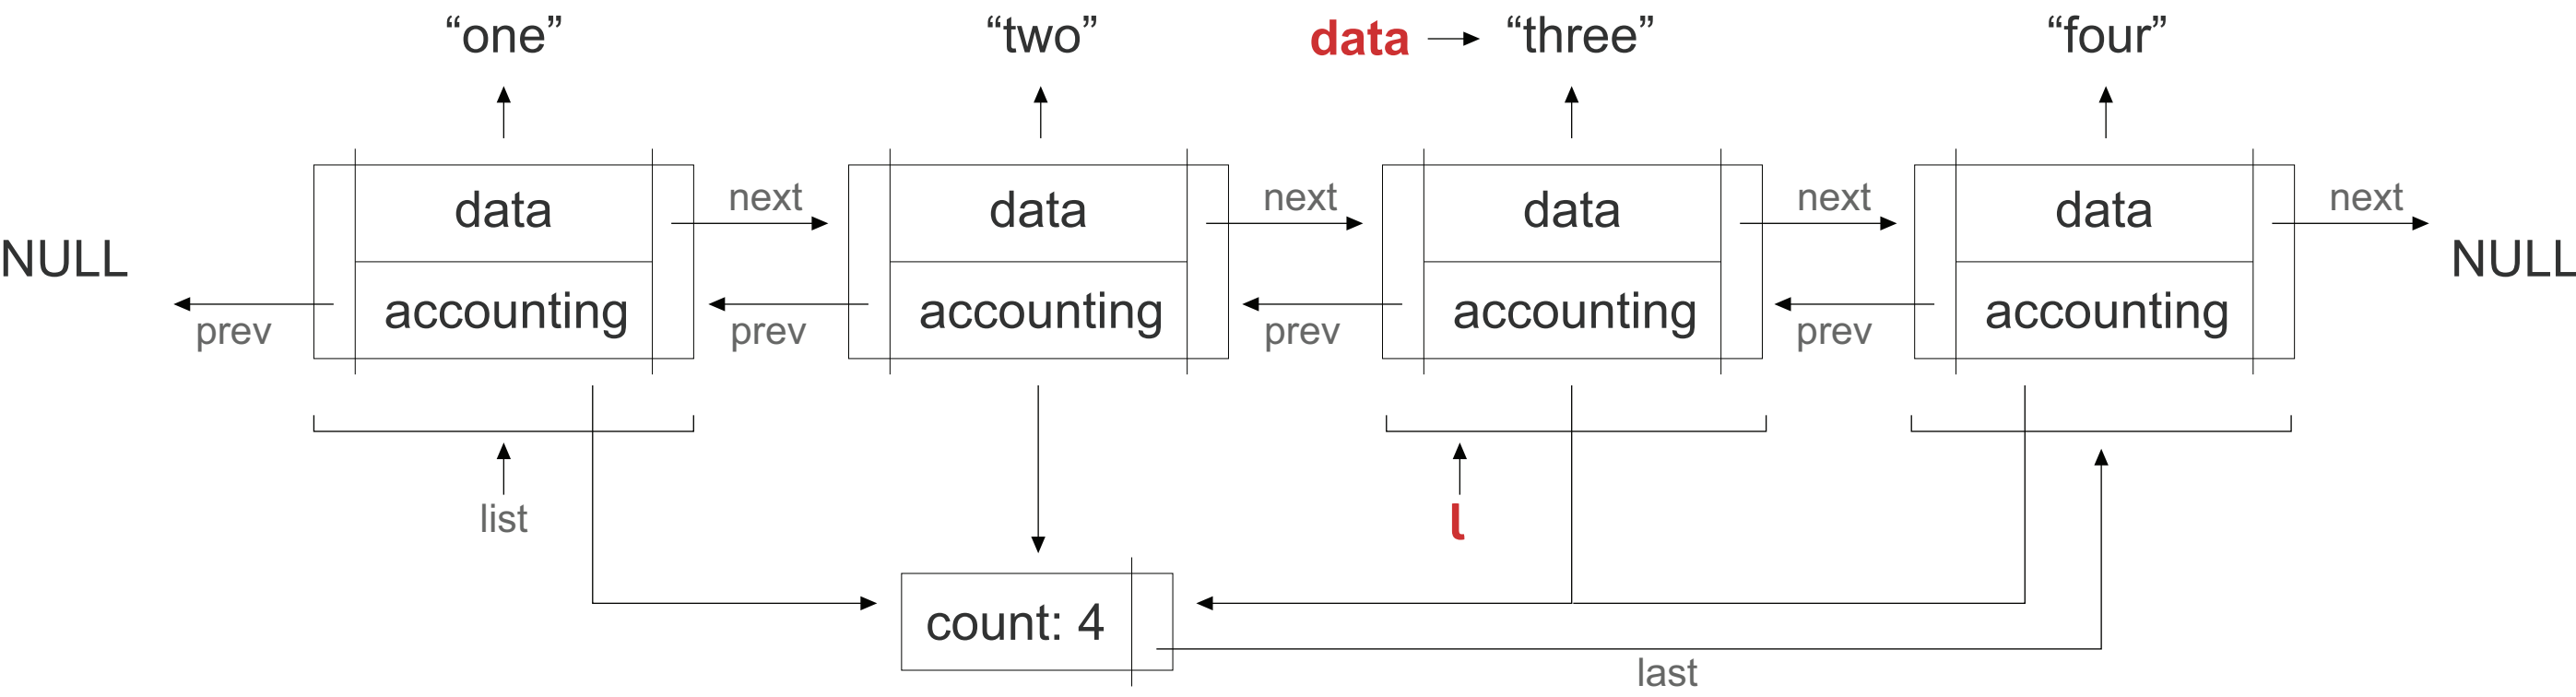 “one”
“two”
data
“three”
“four”
data
next
data
next
data
next
data
next
NULL
NULL
prev
accounting
prev
accounting
prev
accounting
prev
accounting
list
l
count: 4
last